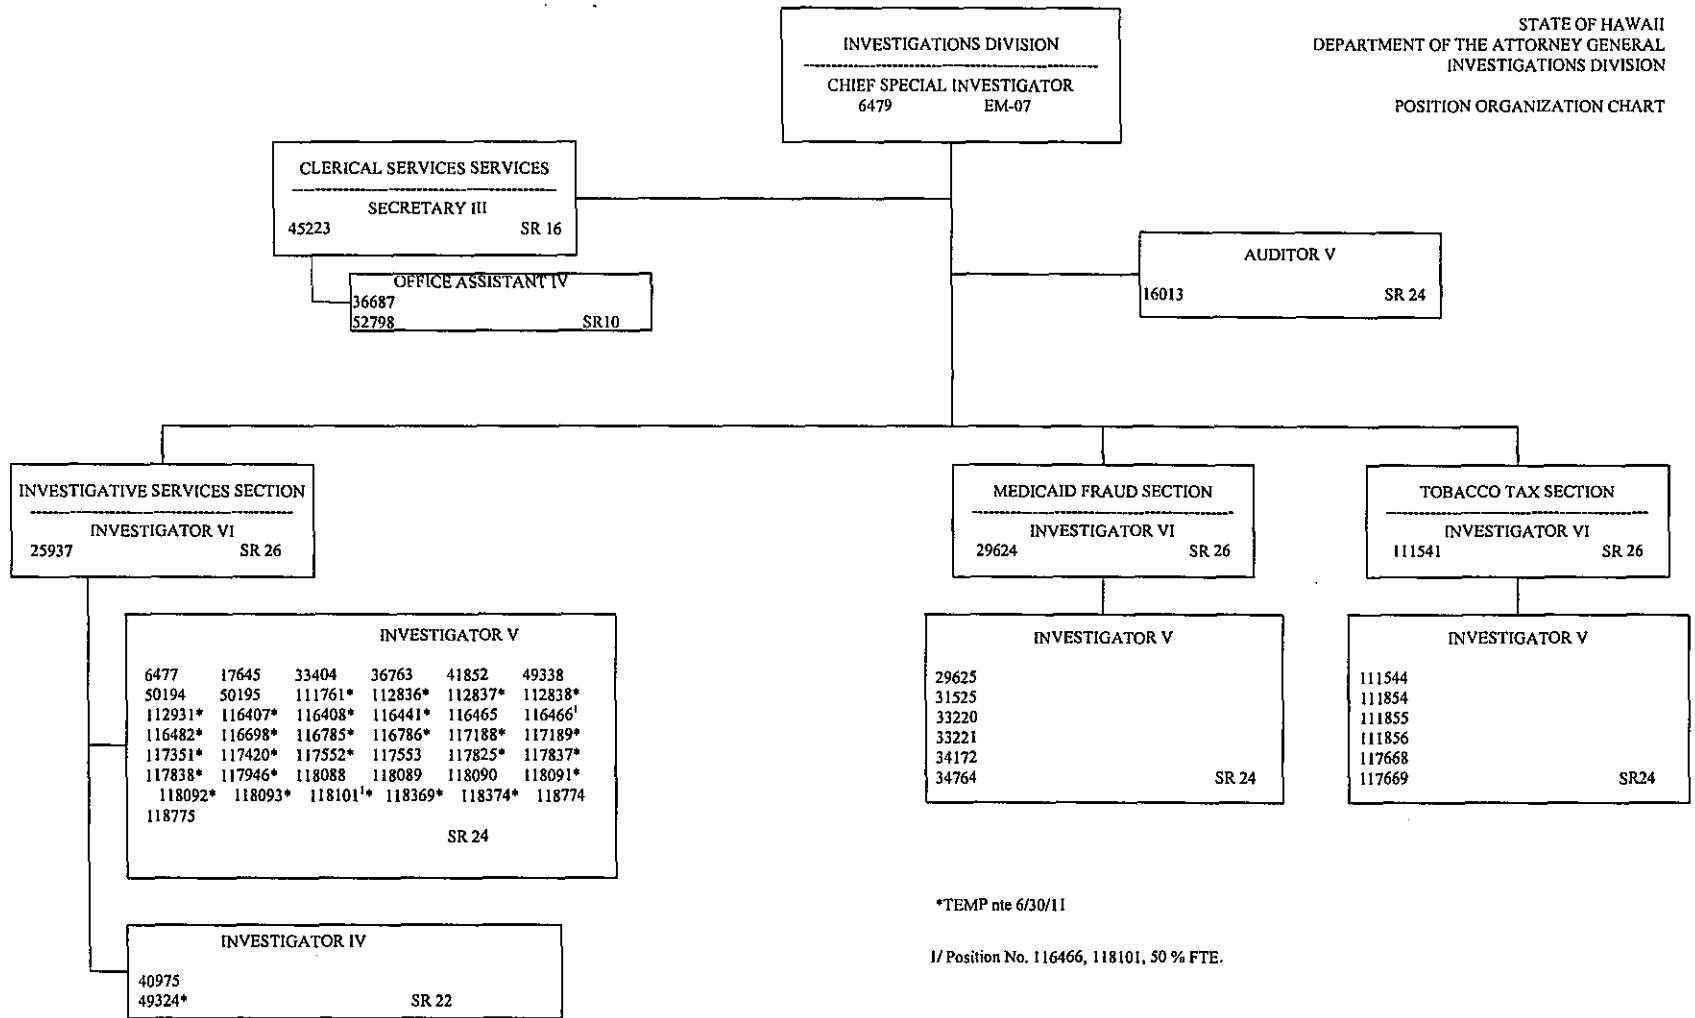 STATE OF HAWAII
DEPARTMENT OF THE ATTORNEY GENERAL
INVESTIGATIONS DIVISION
POSITION ORGANIZATION CHART
INVESTIGATIONS DIVISION
CHIEF SPECIAL INVESTIGATOR
6479 EM-07
CLERICAL SERVICES SERVICES
SECRETARY III
45223 SR 16
OFFICE ASSISTANT IV
36687
52798 SR10
AUDITOR V
16013 SR 24
INVESTIGATIVE SERVICES SECTION
INVESTIGATOR VI
25937 SR 26
INVESTIGATOR V
6477 17645 33404 36763 41852 49338
50194 50195 111761* 112836* 112837* 112838*
112931* 116407* 116408* 116441* 116465 116466¹
116482* 116698* 116785* 116786* 117188* 117189*
117351* 117420* 117552* 117553 117825* 117837*
117838* 117946* 118088 118089 118090 118091*
118092* 118093* 118101¹* 118369* 118374* 118774
118775
SR 24
INVESTIGATOR IV
40975
49324* SR 22
MEDICAID FRAUD SECTION
INVESTIGATOR VI
29624 SR 26
INVESTIGATOR V
29625
31525
33220
33221
34172
34764 SR 24
TOBACCO TAX SECTION
INVESTIGATOR VI
111541 SR 26
INVESTIGATOR V
111544
111854
111855
111856
117668
117669 SR24
*TEMP nte 6/30/11
1/ Position No. 116466, 118101, 50 % FTE.